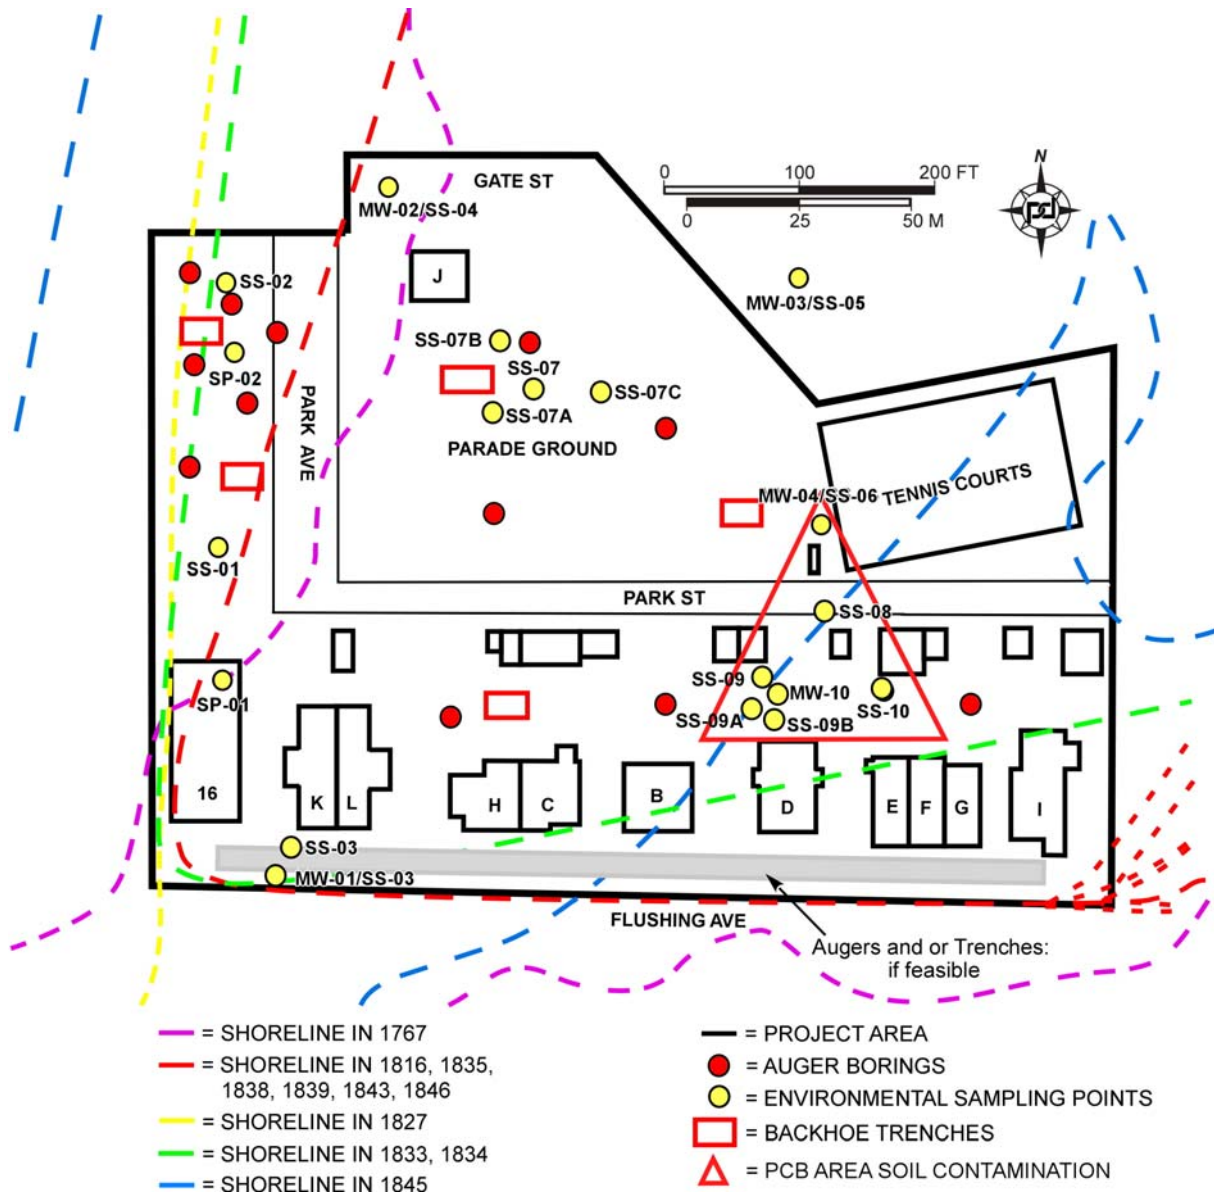 N
0 100 200 FT
0 25 50 M
GATE ST
MW-02/SS-04
J
MW-03/SS-05
SS-02
SS-07B
SS-07
SP-02
SS-07C
SS-07A
PARK AVE
PARADE GROUND
MW-04/SS-06
TENNIS COURTS
SS-01
PARK ST
SS-08
SS-09
MW-10
SP-01
SS-09A
SS-09B
SS-10
16
K
L
H
C
B
D
E
F
G
I
SS-03
MW-01/SS-03
FLUSHING AVE
Augers and or Trenches:
if feasible
= SHORELINE IN 1767
= SHORELINE IN 1816, 1835,
1838, 1839, 1843, 1846
= SHORELINE IN 1827
= SHORELINE IN 1833, 1834
= SHORELINE IN 1845
= PROJECT AREA
= AUGER BORINGS
= ENVIRONMENTAL SAMPLING POINTS
= BACKHOE TRENCHES
= PCB AREA SOIL CONTAMINATION